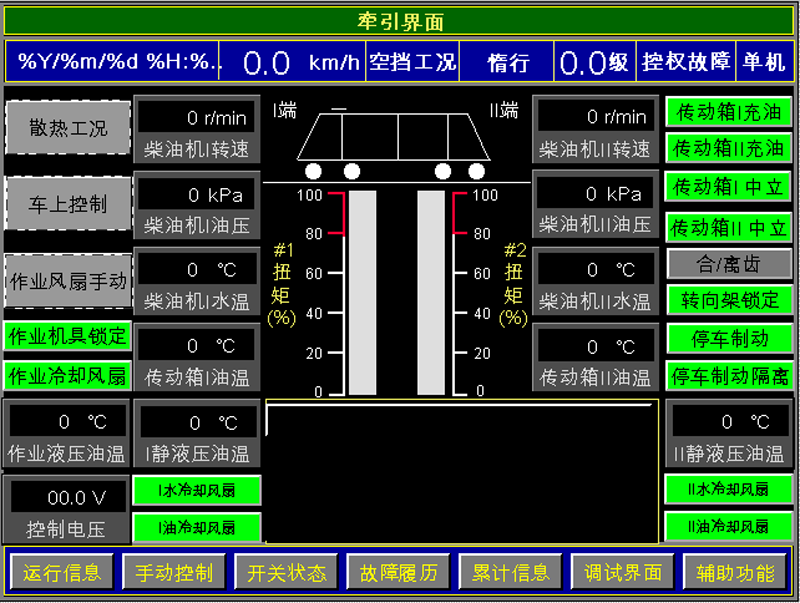 牵引界面
%Y/%m/%d %H:%.. 0.0 km/h 空挡工况 惰行 0.0级 控权故障 单机
散热工况
0 r/min
柴油机I转速
I端
II端
0 r/min
柴油机II转速
传动箱I充油
传动箱II充油
车上控制
0 kPa
柴油机I油压
0 kPa
柴油机II油压
传动箱I 中立
传动箱II 中立
作业风扇手动
0 ℃
柴油机I水温
#1
扭
矩
(%)
100
80
60
40
20
0
100
80
60
40
20
0
#2
扭
矩
(%)
0 ℃
柴油机II水温
合/离齿
转向架锁定
作业机具锁定
作业冷却风扇
0 ℃
传动箱I油温
0 ℃
传动箱II油温
停车制动
停车制动隔离
0 ℃
作业液压油温
0 ℃
I静液压油温
0 ℃
II静液压油温
00.0 V
控制电压
I水冷却风扇
I油冷却风扇
II水冷却风扇
II油冷却风扇
运行信息 手动控制 开关状态 故障履历 累计信息 调试界面 辅助功能